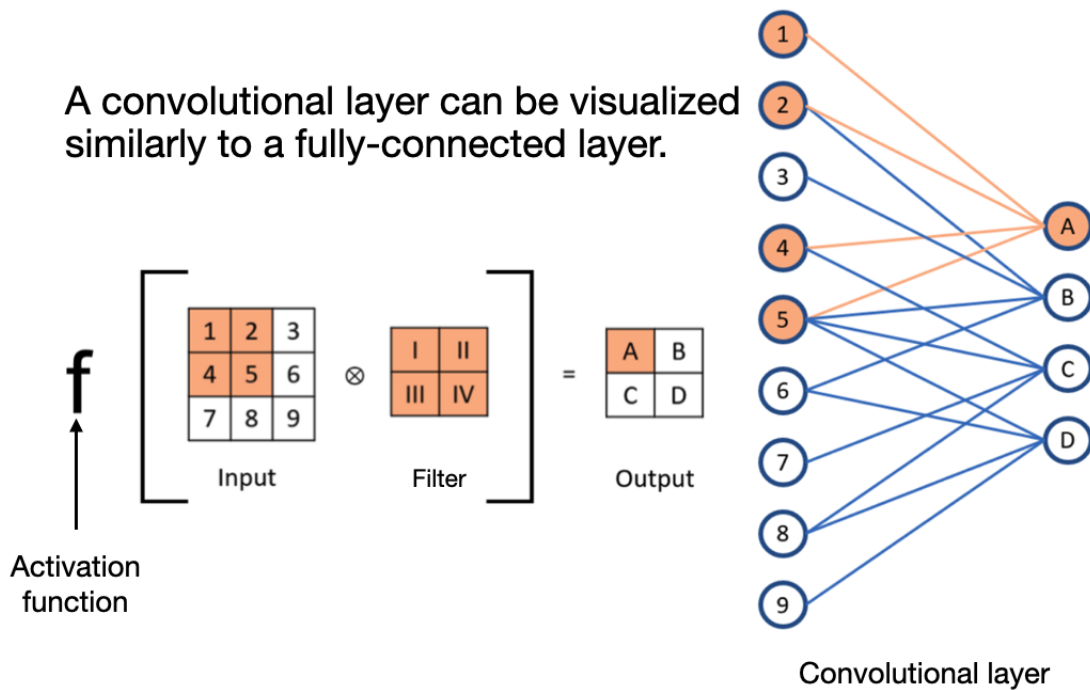 A convolutional layer can be visualized
similarly to a fully-connected layer.
f
1 2 3
4 5 6
7 8 9
Input
⊗
I II
III IV
Filter
=
A B
C D
Output
Activation
function
1
2
3
4
5
6
7
8
9
A
B
C
D
Convolutional layer